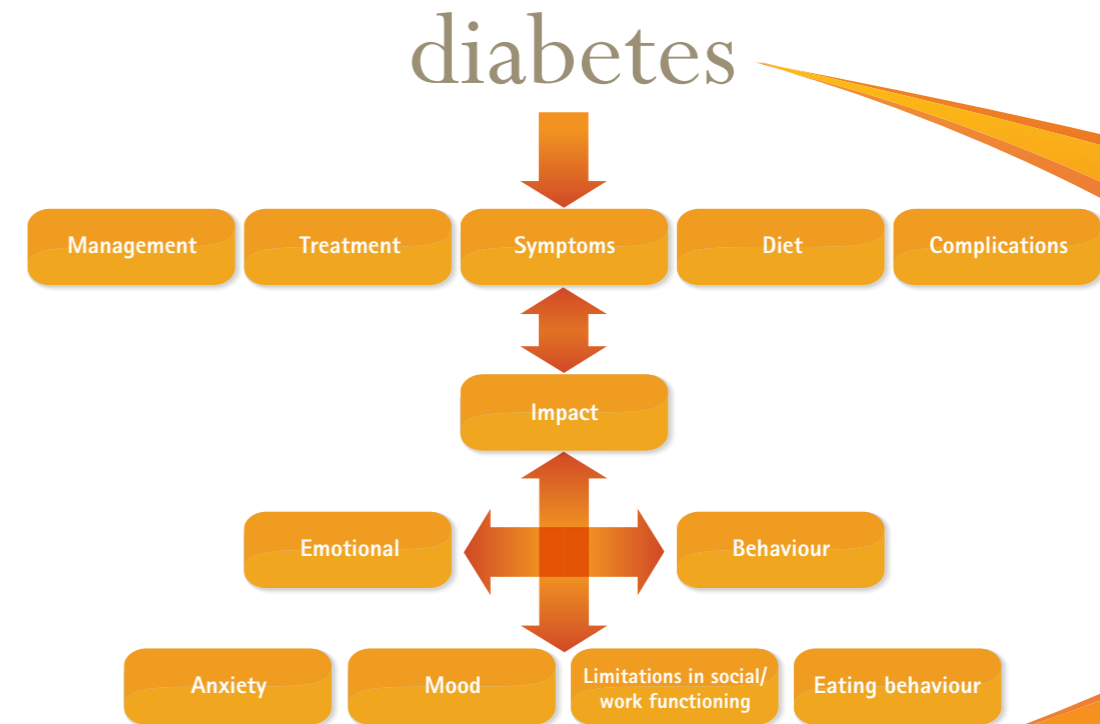 diabetes
Management
Treatment
Symptoms
Diet
Complications
Impact
Emotional
Behaviour
Anxiety
Mood
Limitations in social/
work functioning
Eating behaviour